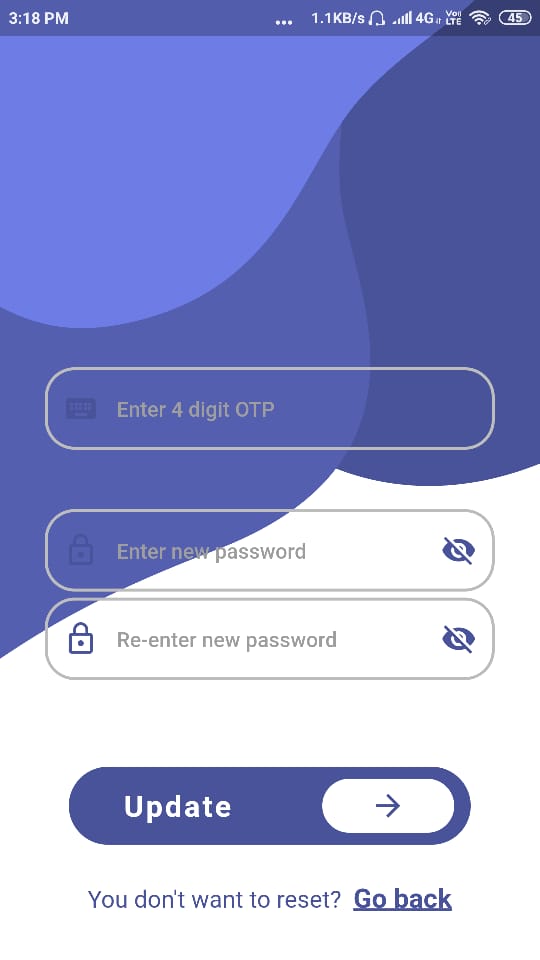 3:18 PM ... 1.1KB/s 4G Voll LTE 45
Enter 4 digit OTP
Enter new password
Re-enter new password
Update
You don't want to reset? Go back